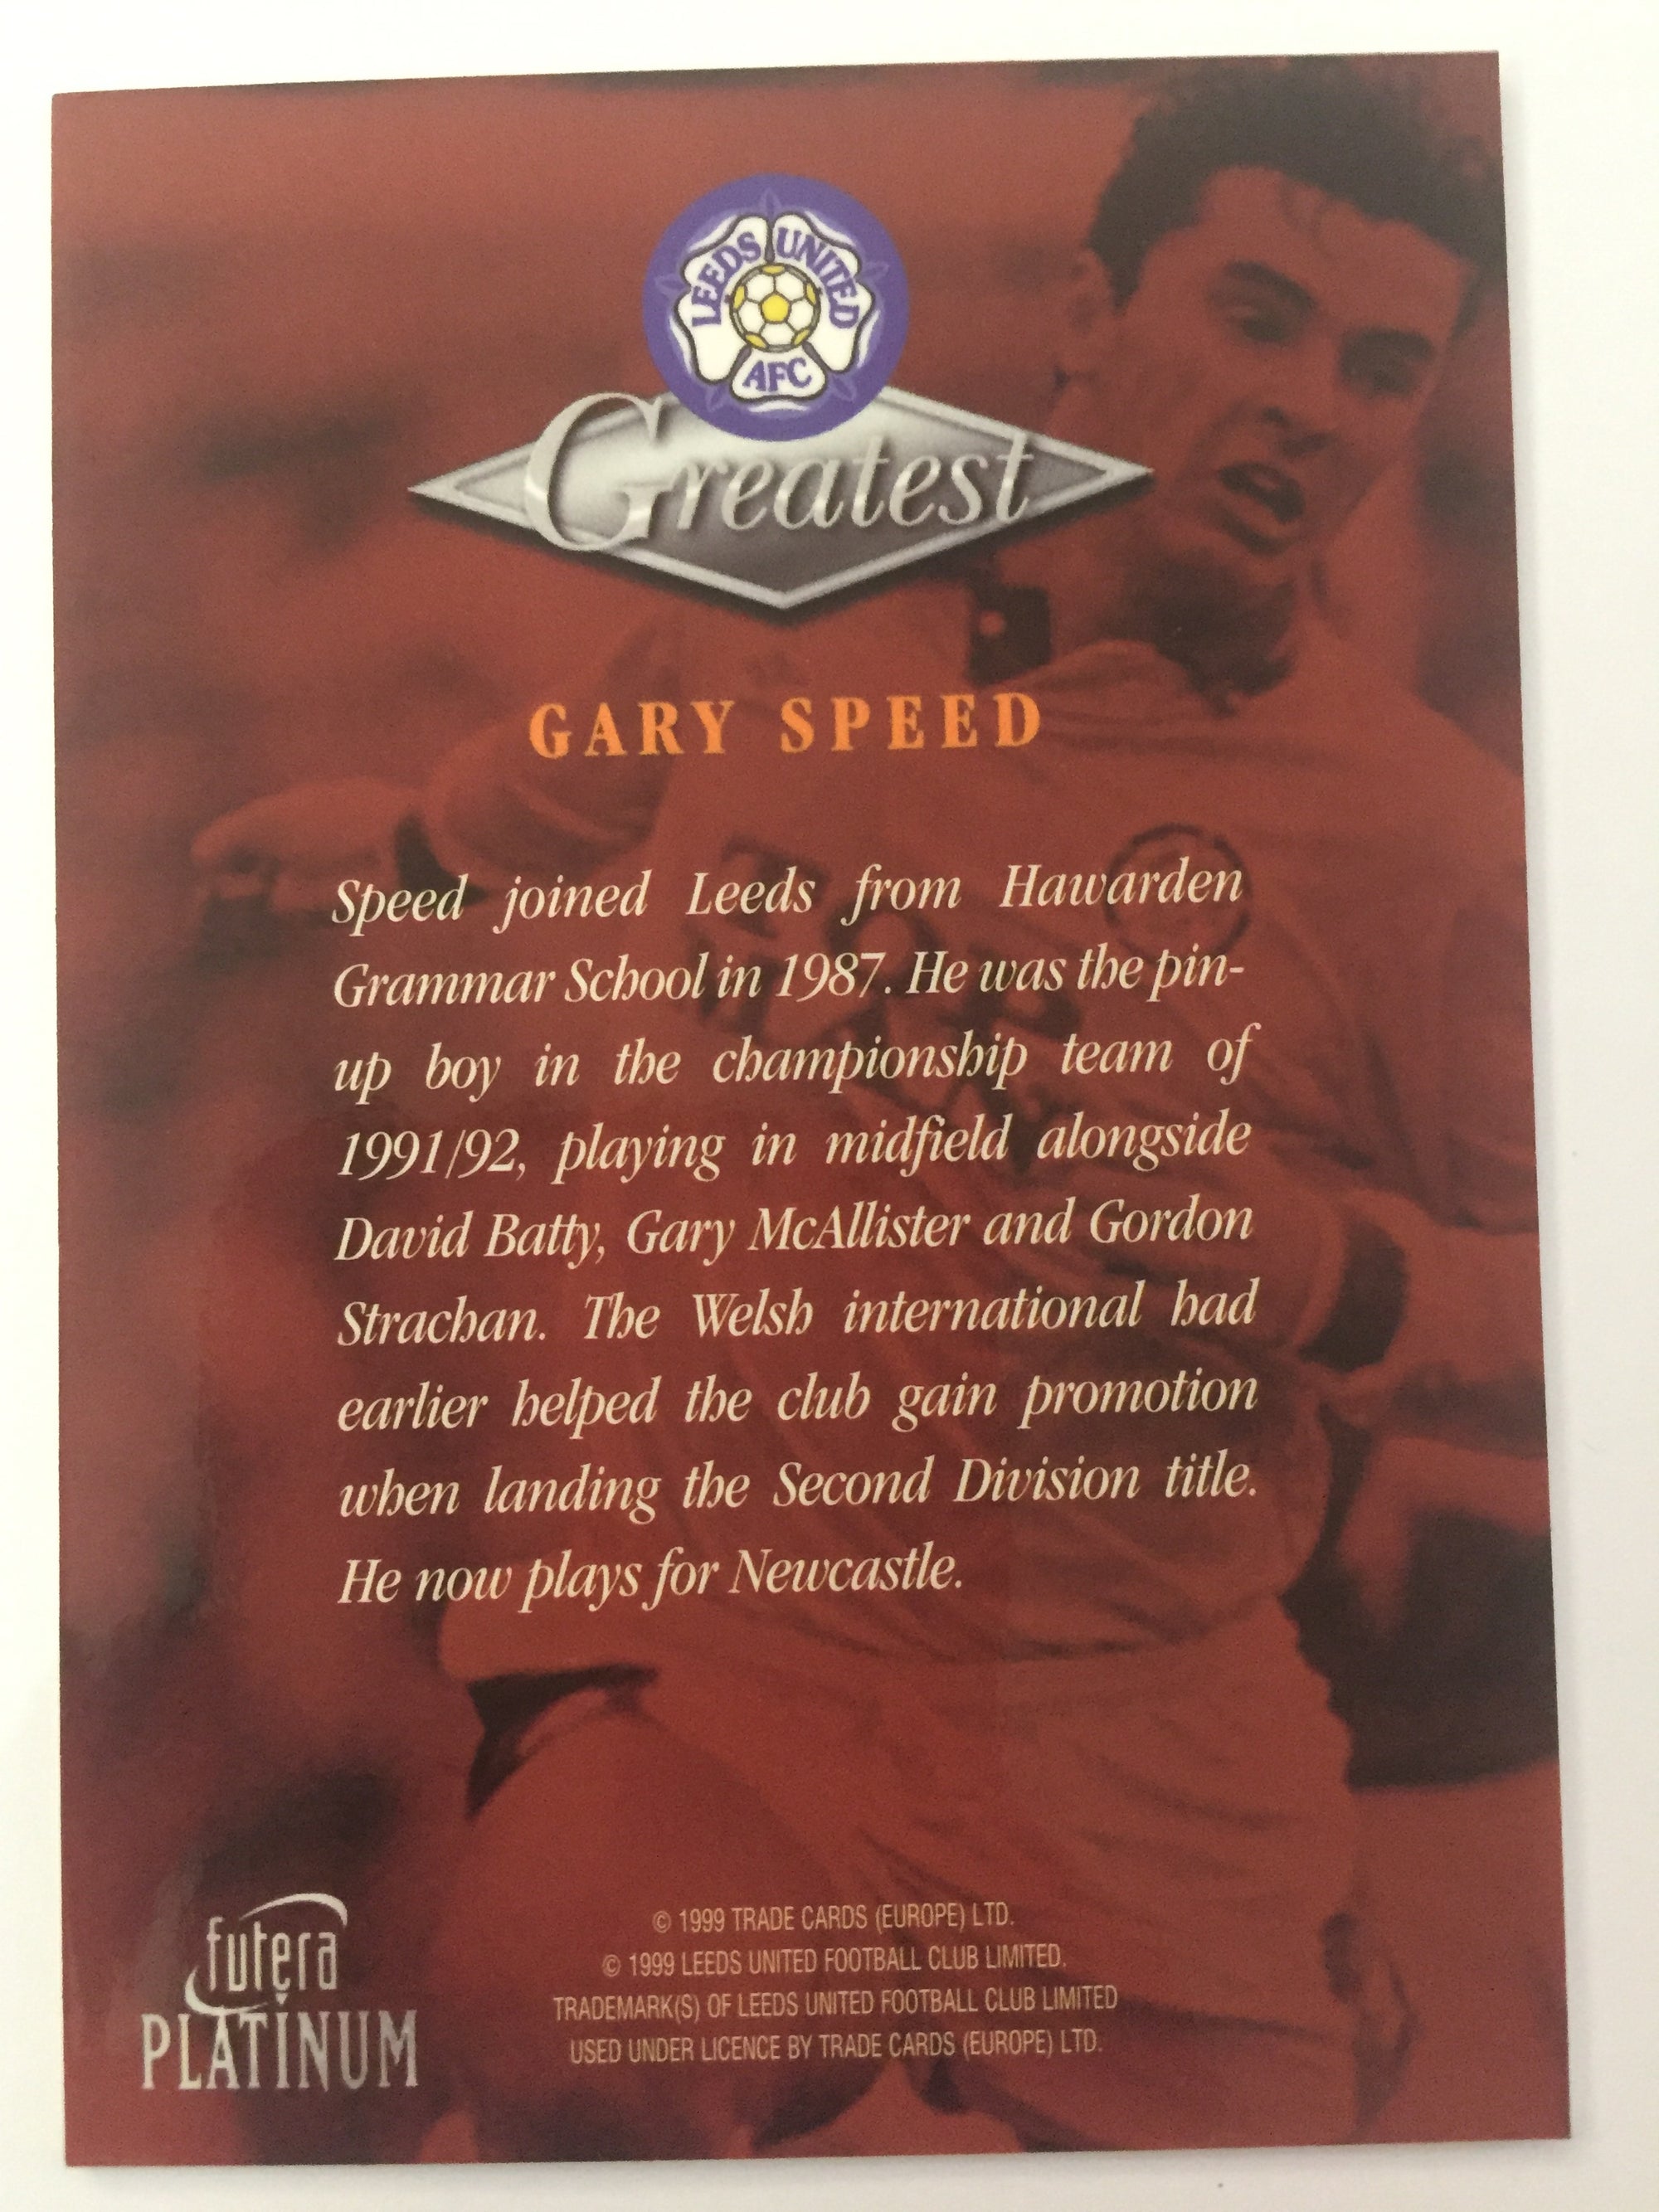 LEEDS UNITED
AFC
Greatest
GARY SPEED
Speed joined Leeds from Hawarden
Grammar School in 1987. He was the pin-
up boy in the championship team of
1991/92, playing in midfield alongside
David Batty, Gary McAllister and Gordon
Strachan. The Welsh international had
earlier helped the club gain promotion
when landing the Second Division title.
He now plays for Newcastle.
futera
PLATINUM
© 1999 TRADE CARDS (EUROPE) LTD.
© 1999 LEEDS UNITED FOOTBALL CLUB LIMITED.
TRADEMARK(S) OF LEEDS UNITED FOOTBALL CLUB LIMITED
USED UNDER LICENCE BY TRADE CARDS (EUROPE) LTD.